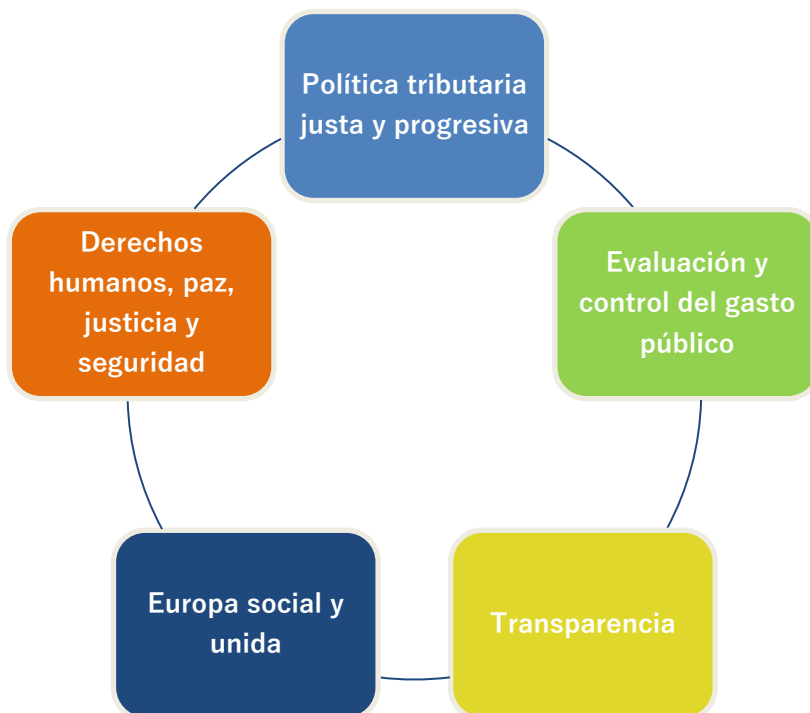 Política tributaria
justa y progresiva
Evaluación y
control del gasto
público
Transparencia
Europa social y
unida
Derechos
humanos, paz,
justicia y
seguridad